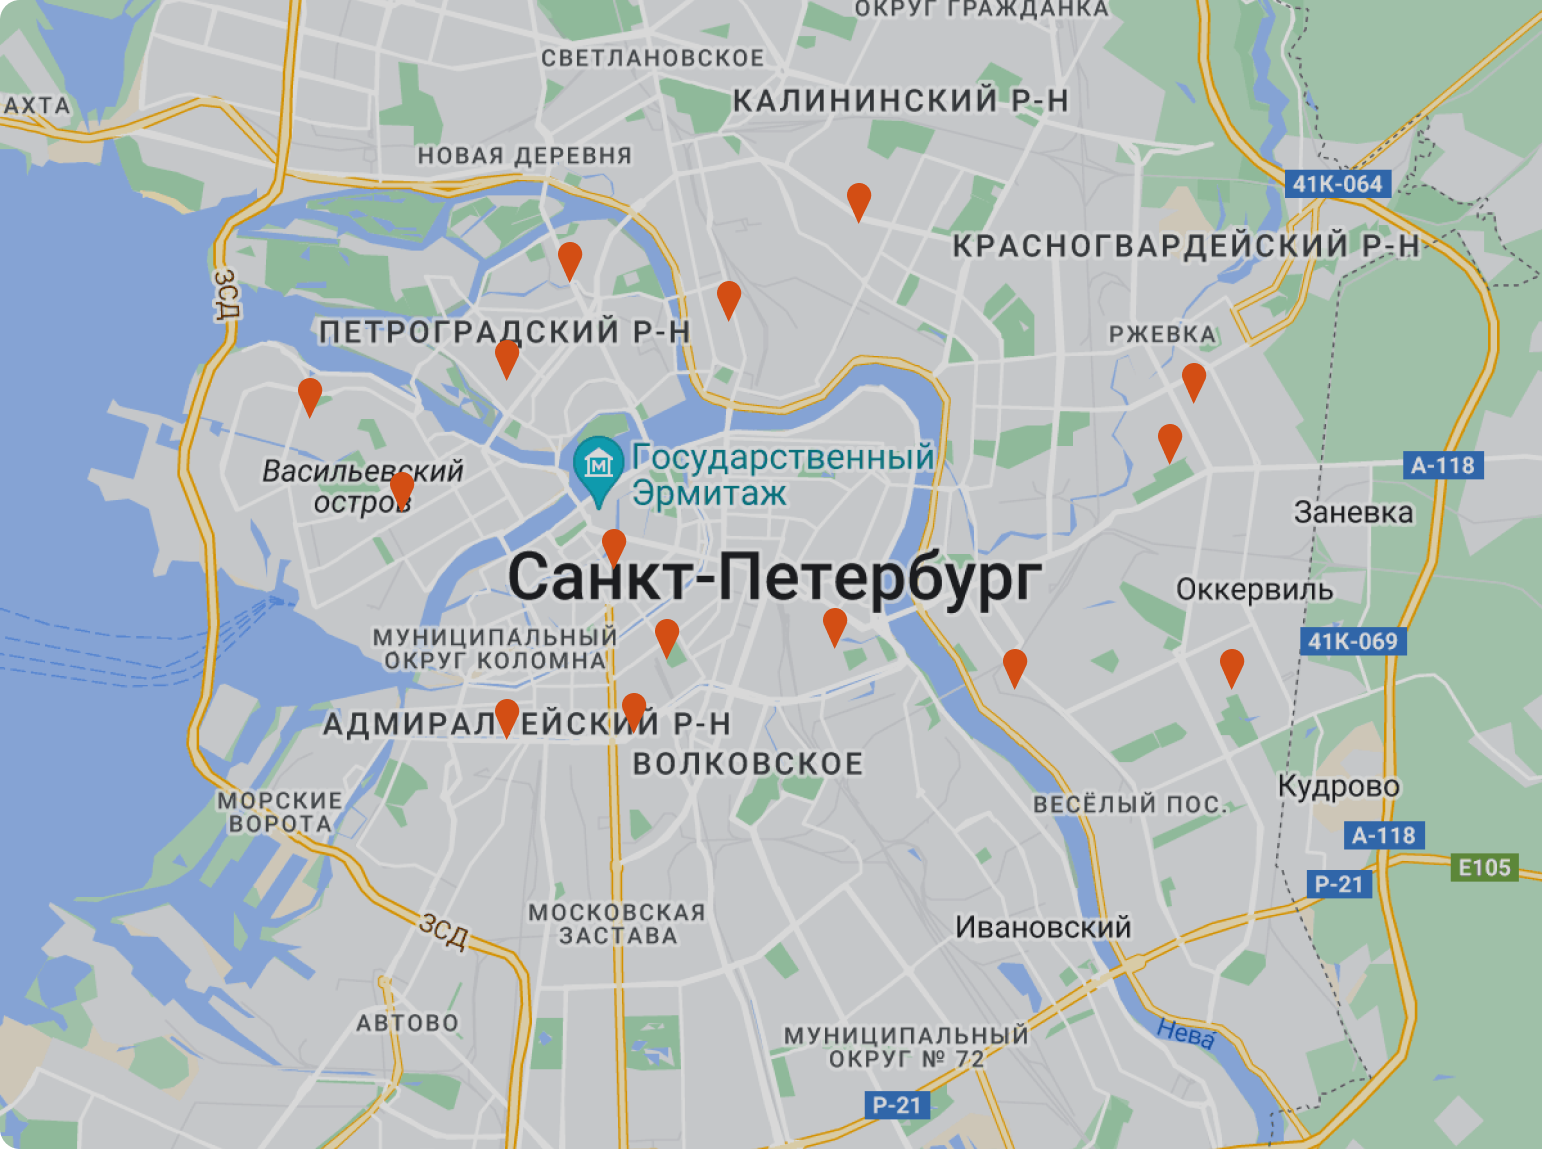 ОКРУГ ГРАЖДАНКА
СВЕТЛАНОВСКОЕ
КАЛИНИНСКИЙ Р-Н
АХТА
НОВАЯ ДЕРЕВНЯ
41K-064
КРАСНОГВАРДЕЙСКИЙ Р-Н
ЗСД
ПЕТРОГРАДСКИЙ Р-Н
РЖЕВКА
Государственный
Эрмитаж
Васильевский
остров
А-118
Заневка
Санкт-Петербург
Оккервиль
МУНИЦИПАЛЬНЫЙ
ОКРУГ КОЛОМНА
41K-069
АДМИРАЛТЕЙСКИЙ Р-Н
ВОЛКОВСКОЕ
Кудрово
МОРСКИЕ
ВОРОТА
ВЕСЁЛЫЙ ПОС.
А-118
E105
Р-21
МОСКОВСКАЯ
ЗАСТАВА
ЗСД
Ивановский
АВТОВО
Нева
МУНИЦИПАЛЬНЫЙ
ОКРУГ № 72
Р-21